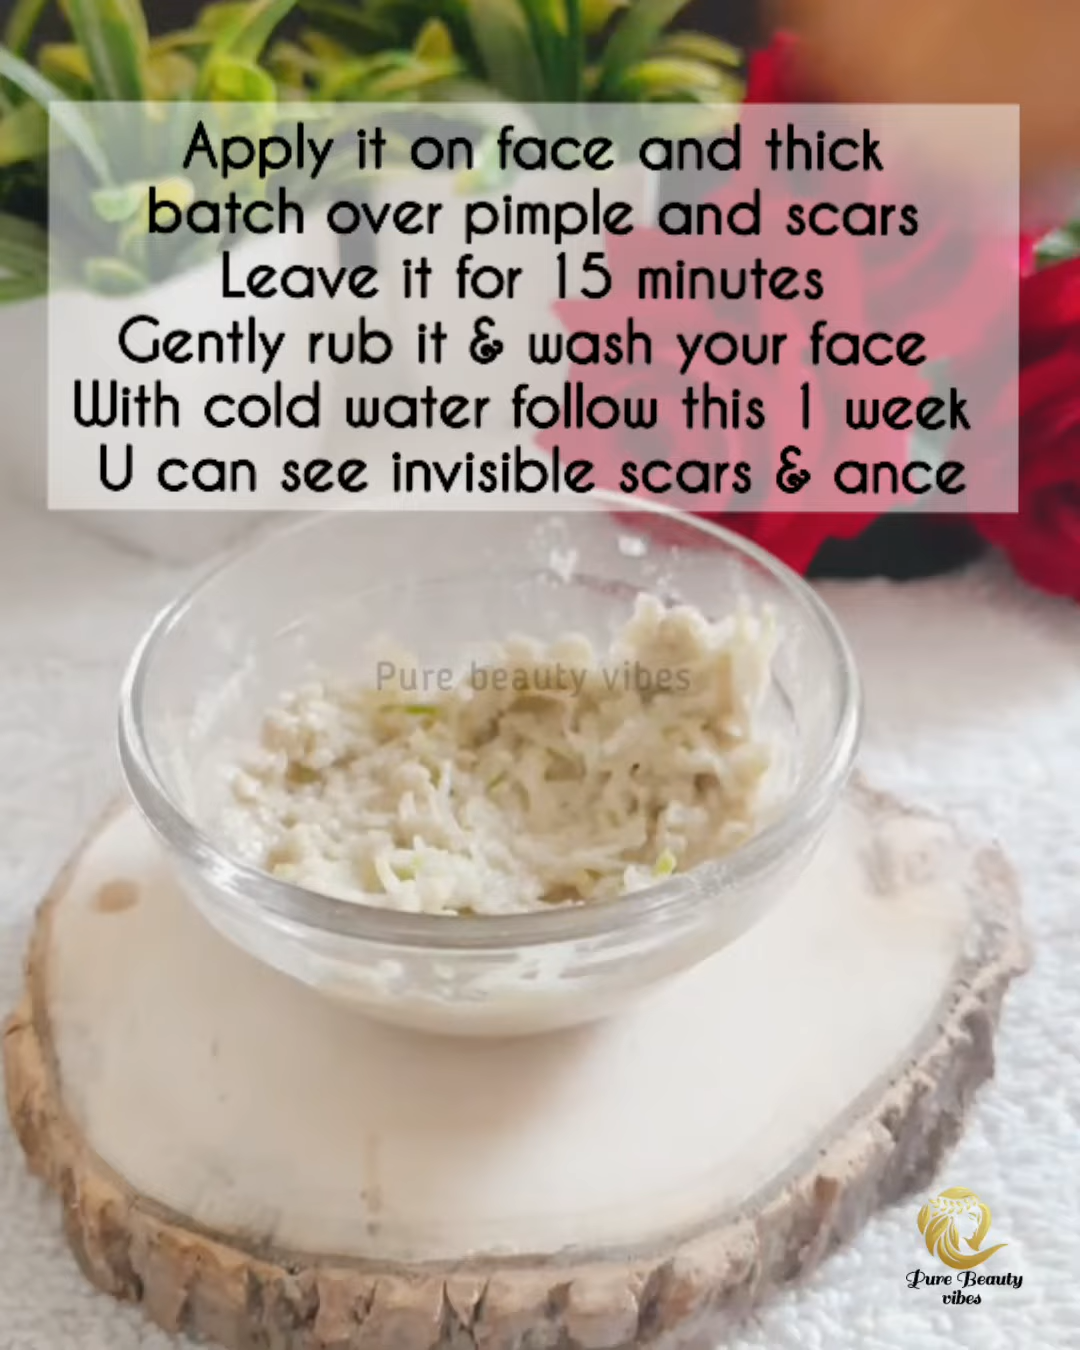 Apply it on face and thick
batch over pimple and scars
Leave it for 15 minutes
Gently rub it & wash your face
With cold water follow this 1 week
U can see invisible scars & ance
Pure beauty vibes
Pure Beauty
vibes